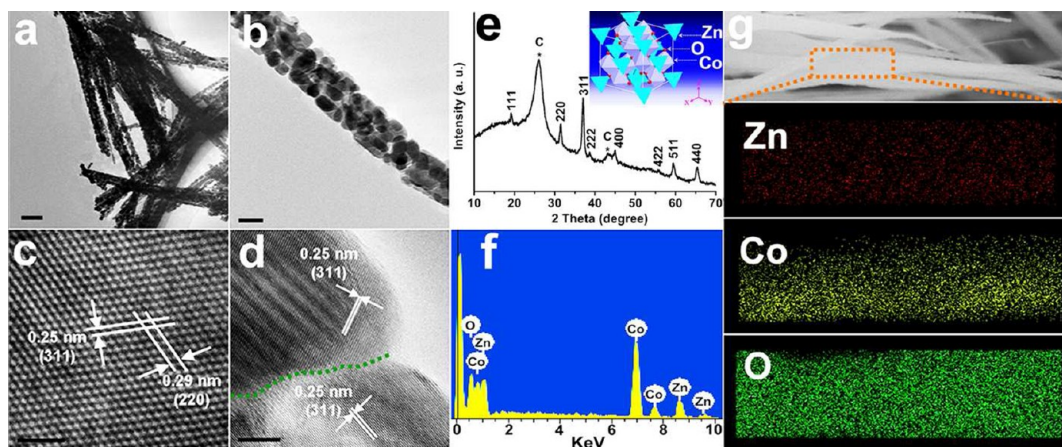 a
b
c
0.25 nm
(311)
0.29 nm
(220)
d
0.25 nm
(311)
0.25 nm
(311)
e
Intensity (a. u.)
111
C
*
220
311
222
C
*
400
422
511
440
10 20 30 40 50 60 70
2 Theta (degree)
Zn
O
Co
X
Y
f
O
Zn
Co
Co
Co
Zn
Zn
0 2 4 6 8 10
KeV
g
Zn
Co
O